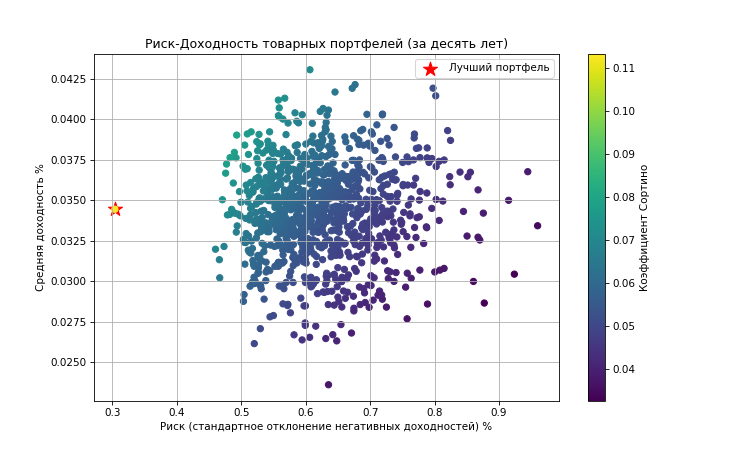 Риск-Доходность товарных портфелей (за десять лет)
Лучший портфель
0.0425
0.0400
0.0375
0.0350
0.0325
0.0300
0.0275
0.0250
Средняя доходность %
0.3 0.4 0.5 0.6 0.7 0.8 0.9
Риск (стандартное отклонение негативных доходностей) %
0.11
0.10
0.09
0.08
0.07
0.06
0.05
0.04
Коэффициент Сортино